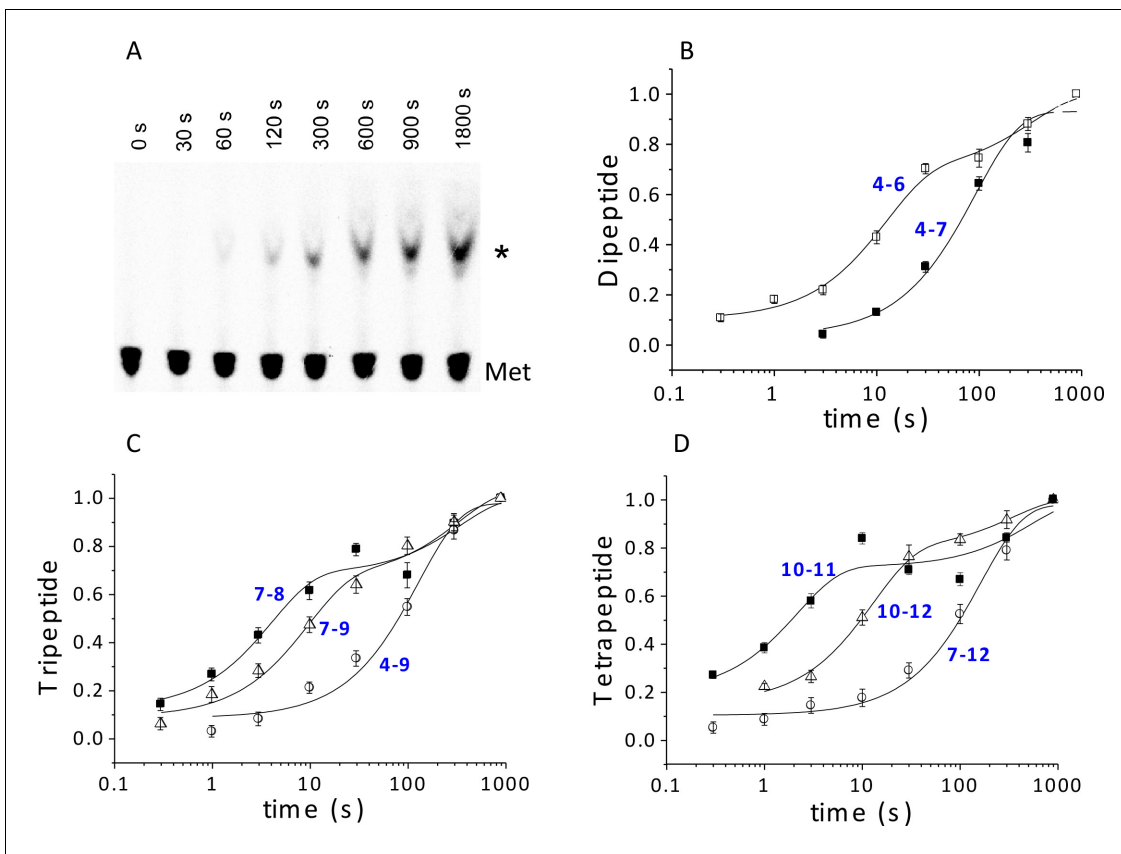 A
0 s
30 s
60 s
120 s
300 s
600 s
900 s
1800 s
*
Met
B
Dipeptide
1.0
0.8
0.6
0.4
0.2
0.0
4-6
4-7
0.1 1 10 100 1000
time (s)
C
Tripeptide
1.0
0.8
0.6
0.4
0.2
0.0
7-8
7-9
4-9
0.1 1 10 100 1000
time (s)
D
Tetrapeptide
1.0
0.8
0.6
0.4
0.2
0.0
10-11
10-12
7-12
0.1 1 10 100 1000
time (s)